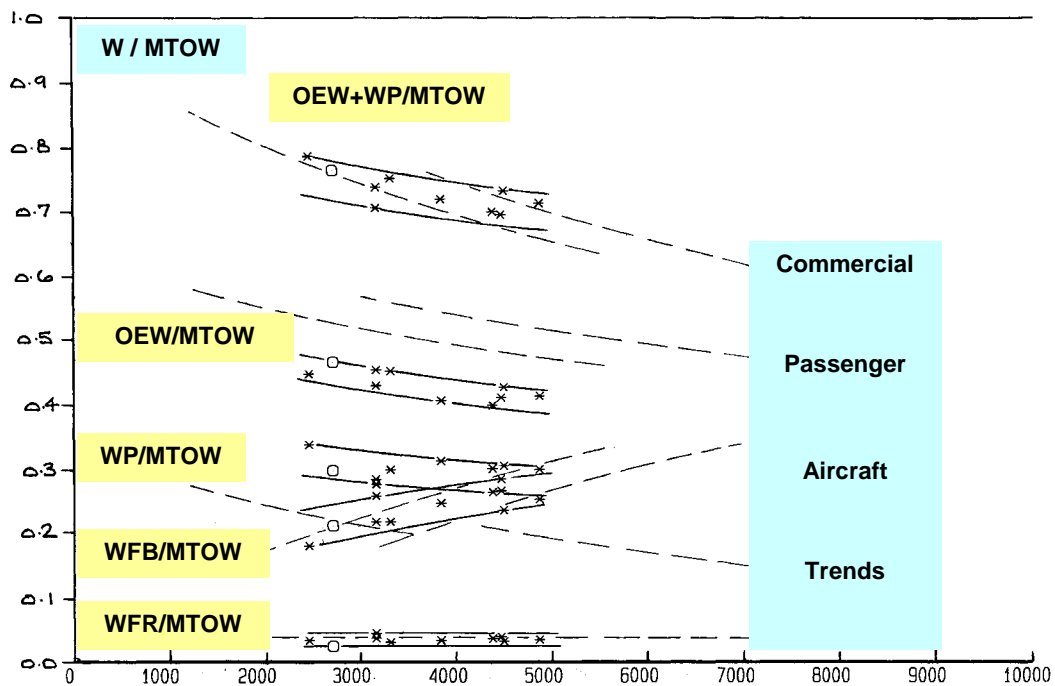 1.0
W / MTOW
0.9
OEW+WP/MTOW
0.8
0.7
0.6
Commercial
0.5
OEW/MTOW
Passenger
0.4
WP/MTOW
0.3
Aircraft
0.2
WFB/MTOW
Trends
0.1
WFR/MTOW
0.0
0 1000 2000 3000 4000 5000 6000 7000 8000 9000 10000